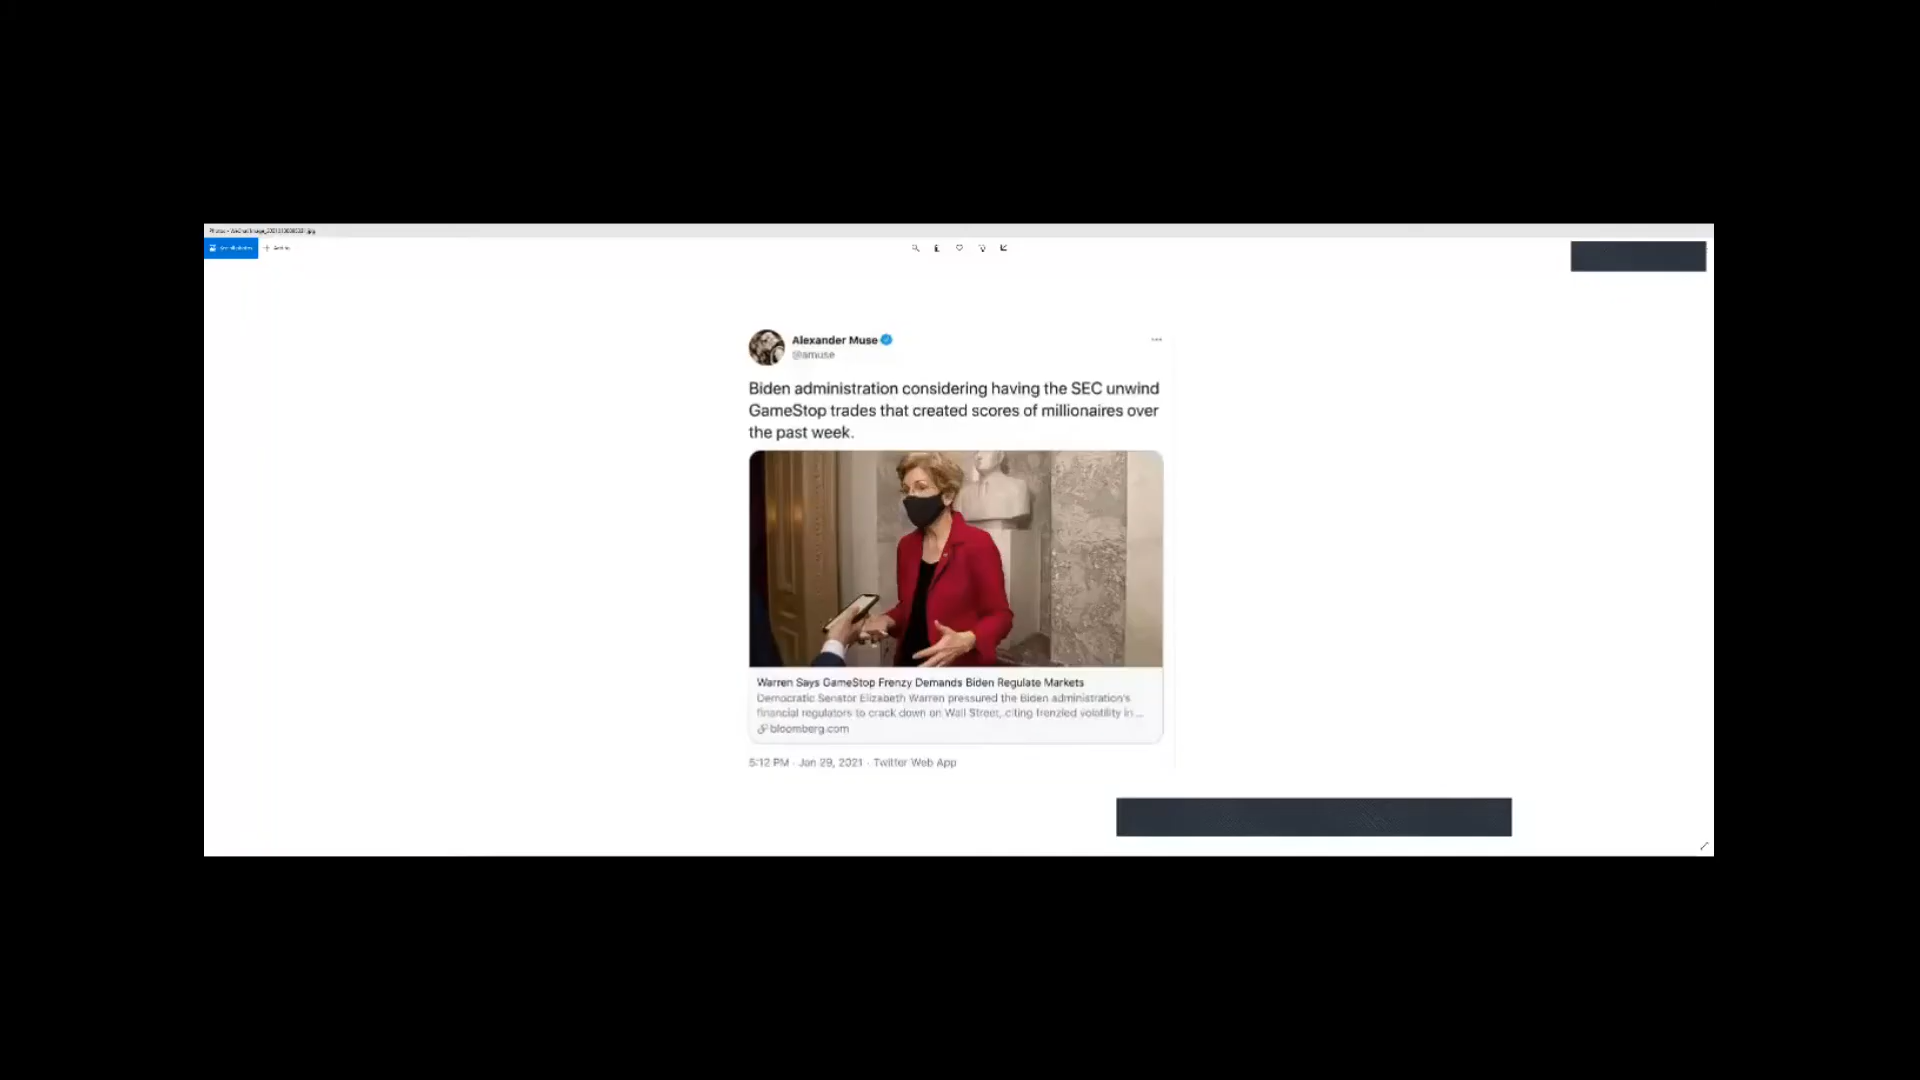 Alexander Muse
@amuse
Biden administration considering having the SEC unwind
GameStop trades that created scores of millionaires over
the past week.
Warren Says GameStop Frenzy Demands Biden Regulate Markets
Democratic Senator Elizabeth Warren pressured the Biden administration's
financial regulators to crack down on Wall Street, citing frenzied volatility in ...
bloomberg.com
5:12 PM · Jan 29, 2021 · Twitter Web App